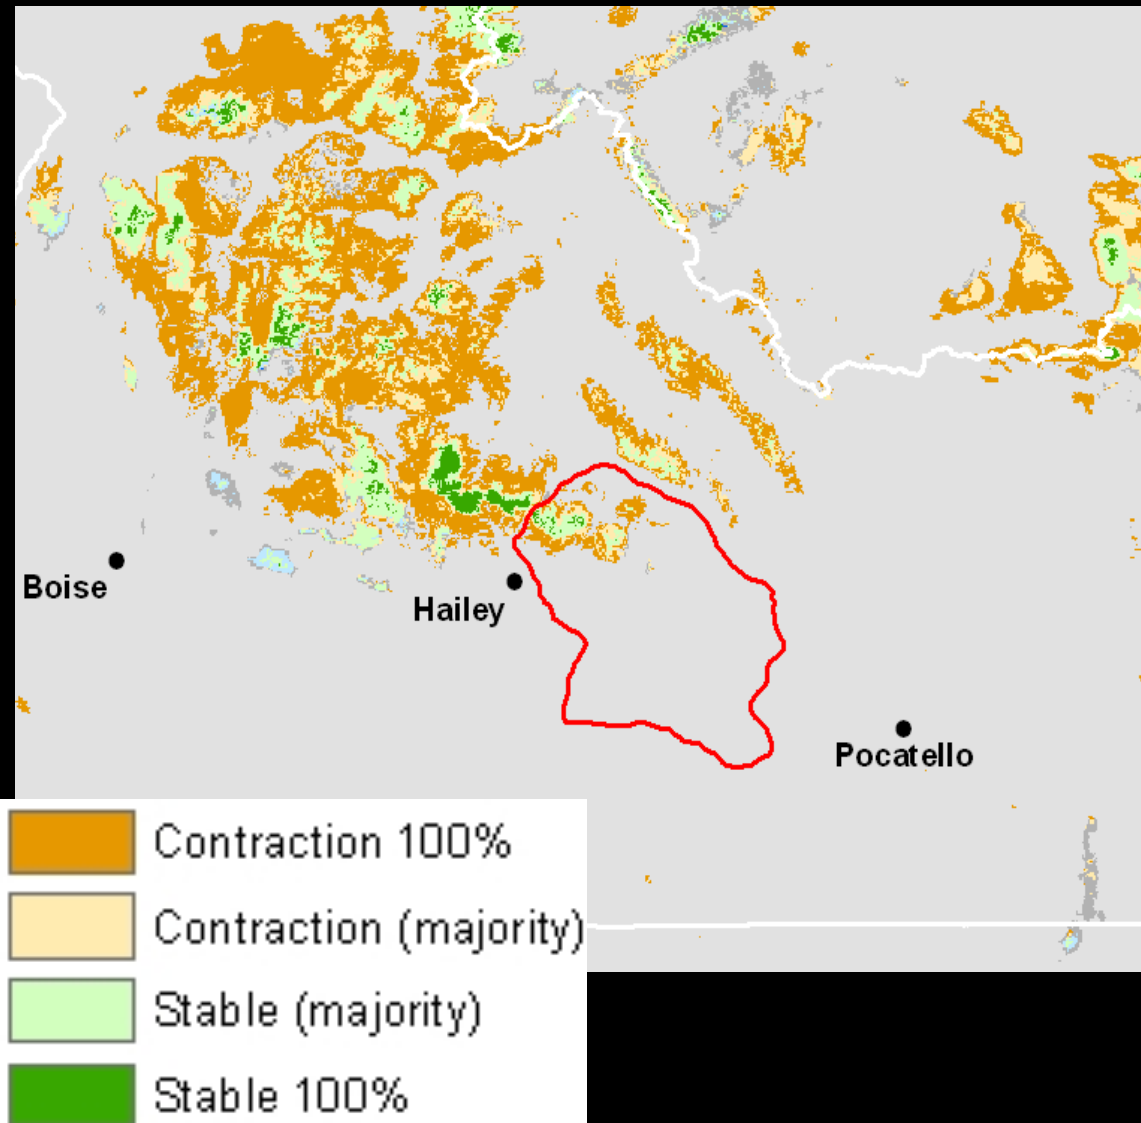 Boise
Hailey
Pocatello
Contraction 100%
Contraction (majority)
Stable (majority)
Stable 100%